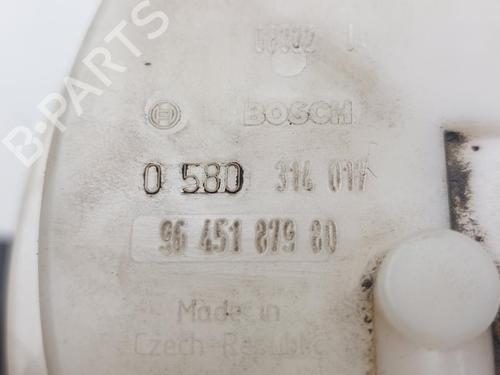 BOSCH
0 580 314 017
96 451 879 80
Made in
Czech Republic
B-PARTS